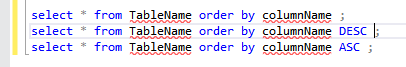 select * from TableName order by columnName ;
select * from TableName order by columnName DESC ;
select * from TableName order by columnName ASC ;